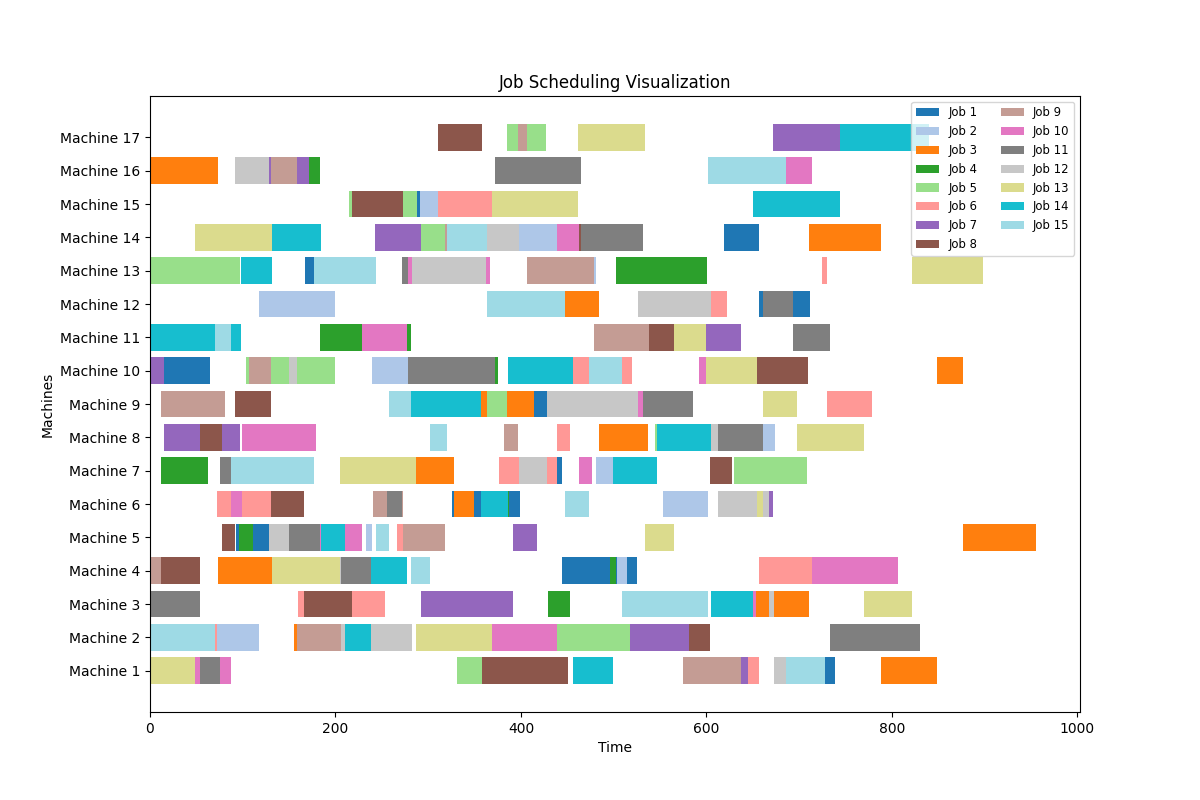 Job Scheduling Visualization
Machines
Machine 17
Machine 16
Machine 15
Machine 14
Machine 13
Machine 12
Machine 11
Machine 10
Machine 9
Machine 8
Machine 7
Machine 6
Machine 5
Machine 4
Machine 3
Machine 2
Machine 1
Job 1
Job 2
Job 3
Job 4
Job 5
Job 6
Job 7
Job 8
Job 9
Job 10
Job 11
Job 12
Job 13
Job 14
Job 15
0 200 400 600 800 1000
Time